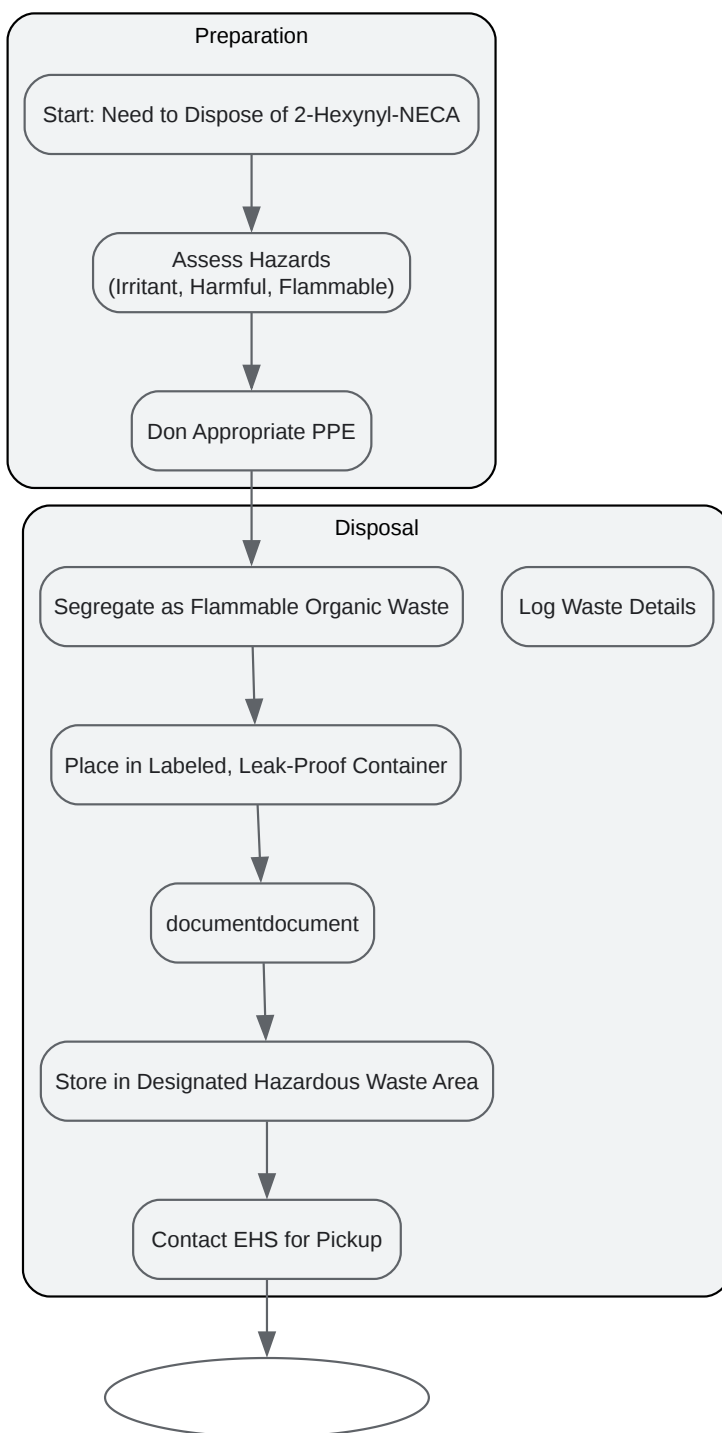 Preparation
Start: Need to Dispose of 2-Hexynyl-NECA
Assess Hazards
(Irritant, Harmful, Flammable)
Don Appropriate PPE
Disposal
Segregate as Flammable Organic Waste
Log Waste Details
Place in Labeled, Leak-Proof Container
documentdocument
Store in Designated Hazardous Waste Area
Contact EHS for Pickup